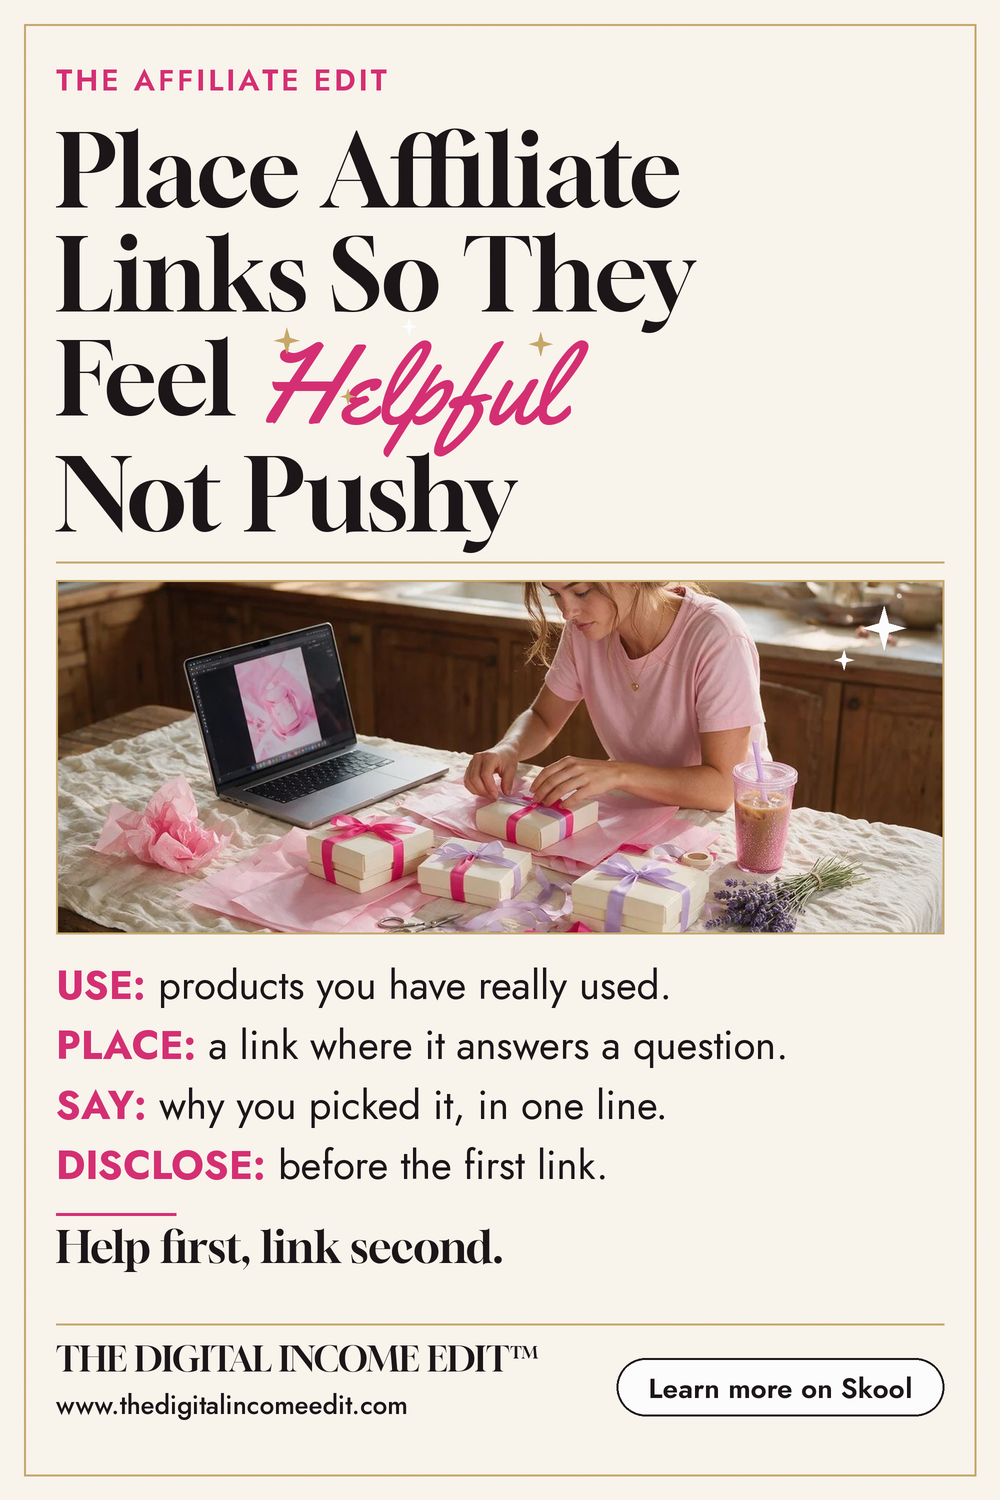 THE AFFILIATE EDIT
Place Affiliate
Links So They
Feel Helpful
Not Pushy
USE: products you have really used.
PLACE: a link where it answers a question.
SAY: why you picked it, in one line.
DISCLOSE: before the first link.
Help first, link second.
THE DIGITAL INCOME EDIT™
www.thedigitalincomeedit.com
Learn more on Skool